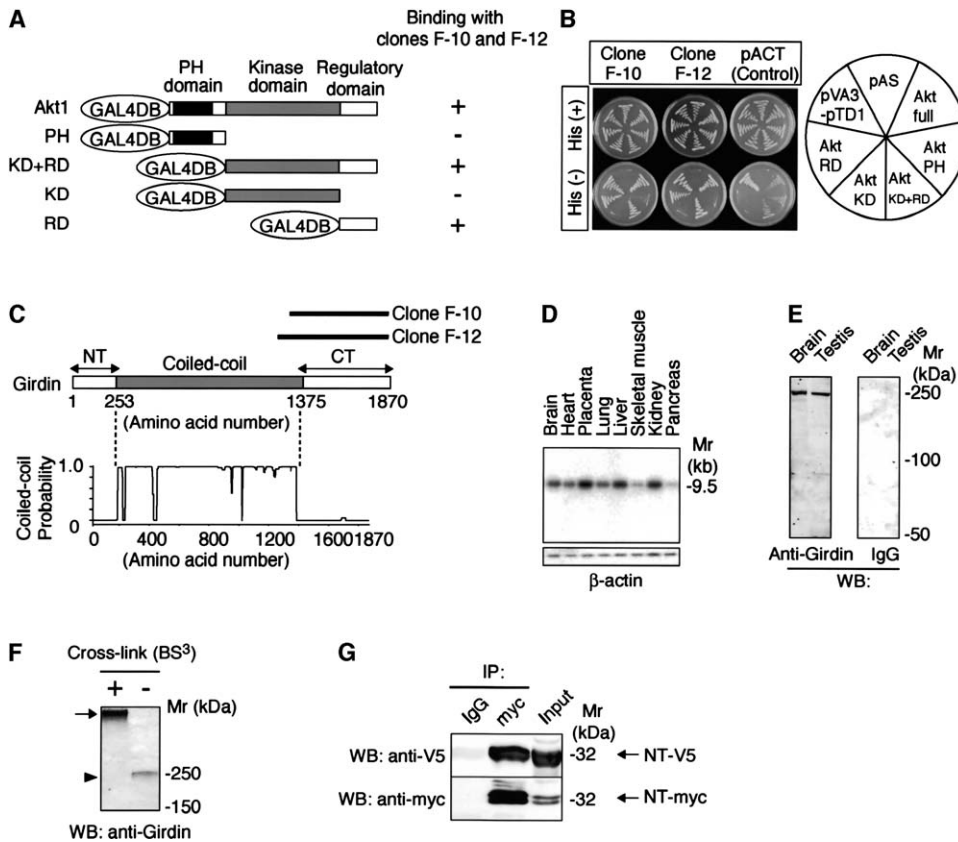 A
Binding with
clones F-10 and F-12
PH
domain
Kinase
domain
Regulatory
domain
Akt1 GAL4DB +
PH GAL4DB -
KD+RD GAL4DB +
KD GAL4DB -
RD GAL4DB +
B
Clone
F-10
Clone
F-12
pACT
(Control)
His (+)
His (-)
pAS
Akt
full
Akt
PH
Akt
KD+RD
Akt
KD
Akt
RD
pVA3
-pTD1
C
Clone F-10
Clone F-12
NT Coiled-coil CT
Girdin
1 253 1375 1870
(Amino acid number)
Coiled-coil
Probability
1.0
0
0 400 800 1200 1600 1870
(Amino acid number)
D
Brain
Heart
Placenta
Lung
Liver
Skeletal muscle
Kidney
Pancreas
Mr
(kb)
-9.5
β-actin
E
Brain
Testis
Brain
Testis
Mr
(kDa)
-250
-100
-50
Anti-Girdin IgG
WB:
F
Cross-link (BS³)
+ -
Mr (kDa)
-250
-150
WB: anti-Girdin
G
IP:
IgG
myc
Input
Mr
(kDa)
WB: anti-V5 -32 ← NT-V5
WB: anti-myc -32 ← NT-myc